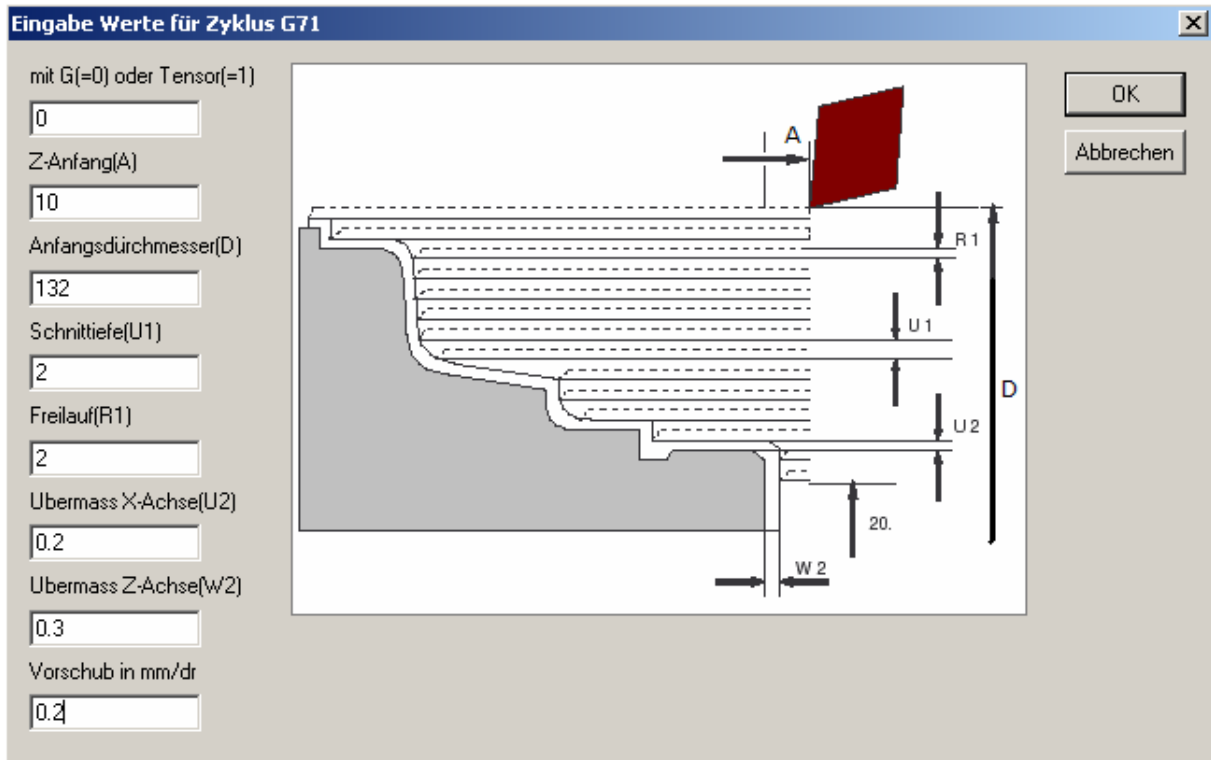 Eingabe Werte für Zyklus G71
mit G(=0) oder Tensor(=1)
0
Z-Anfang(A)
10
Anfangsdürchmesser(D)
132
Schnittiefe(U1)
2
Freilauf(R1)
2
Ubermass X-Achse(U2)
0.2
Ubermass Z-Achse(W2)
0.3
Vorschub in mm/dr
0.2
A
R 1
U 1
D
U 2
20.
W 2
OK
Abbrechen